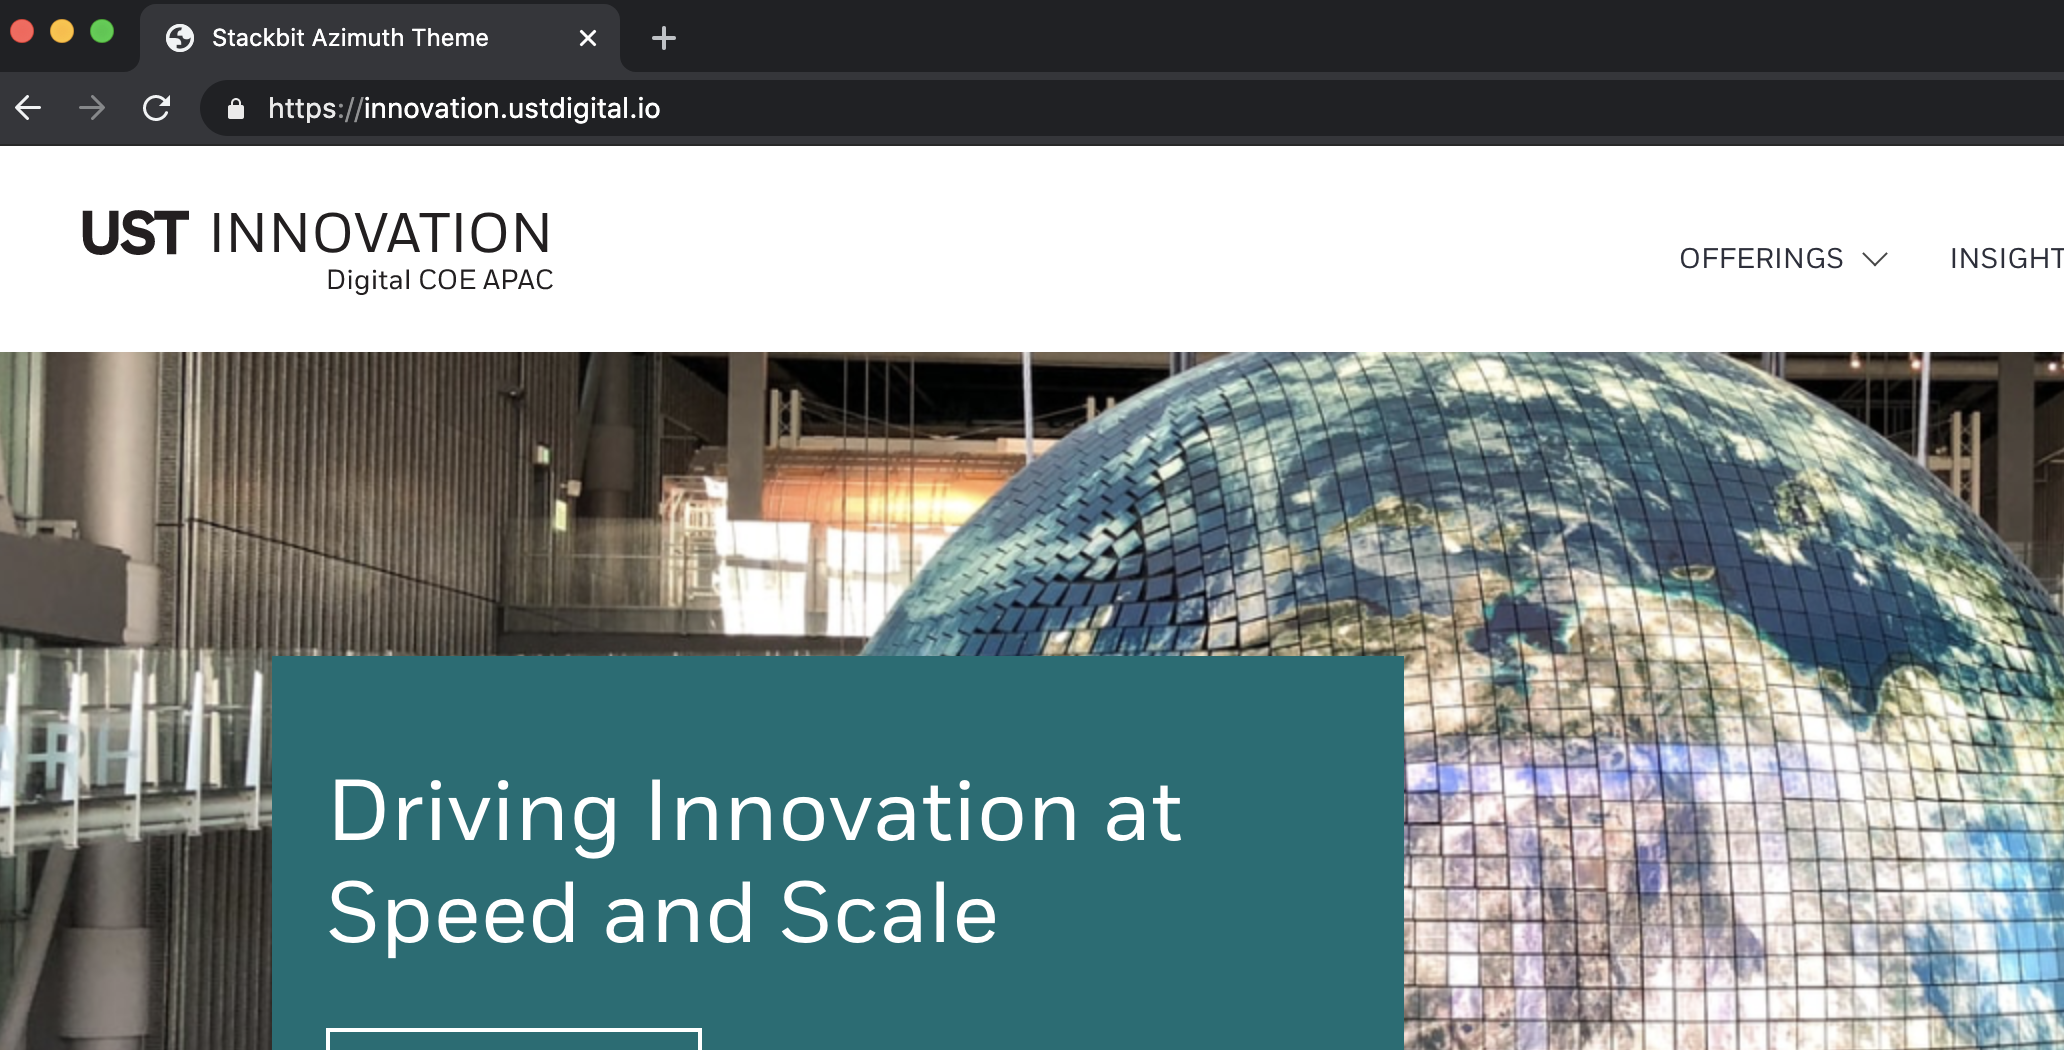 Stackbit Azimuth Theme
https://innovation.ustdigital.io
UST INNOVATION
Digital COE APAC
OFFERINGS
INSIGHT
Driving Innovation at
Speed and Scale